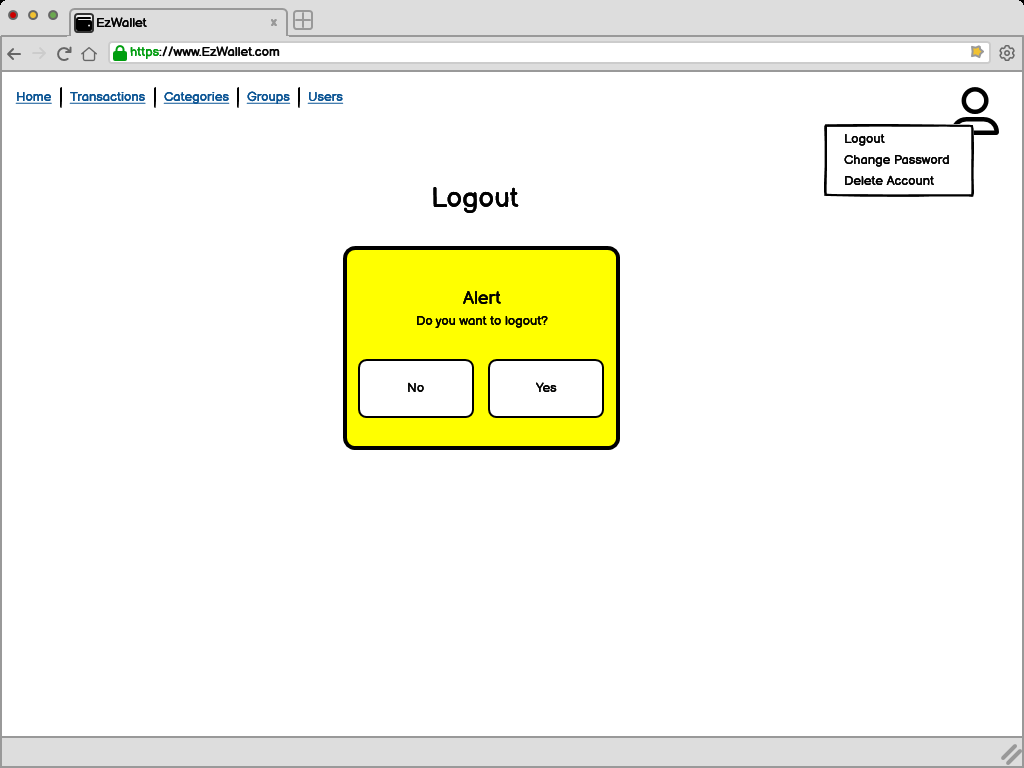 EzWallet
https://www.EzWallet.com
Home Transactions Categories Groups Users
Logout
Change Password
Delete Account
Logout
Alert
Do you want to logout?
No Yes